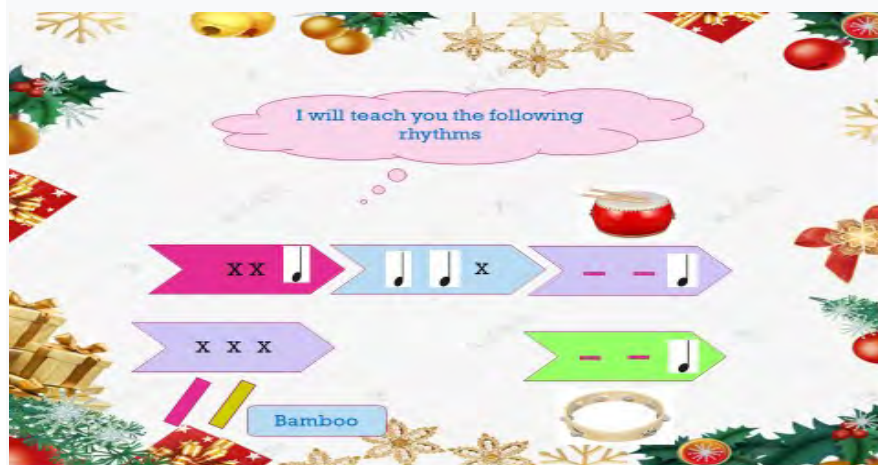 I will teach you the following
rhythms
x x ♩ ♩ ♩ x – – ♩
x x x – – ♩
Bamboo